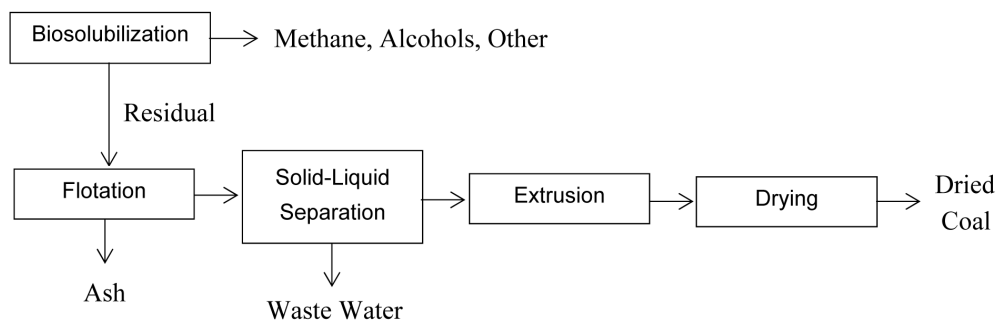 Biosolubilization
Methane, Alcohols, Other
Residual
Flotation
Solid-Liquid
Separation
Extrusion
Drying
Dried
Coal
Ash
Waste Water